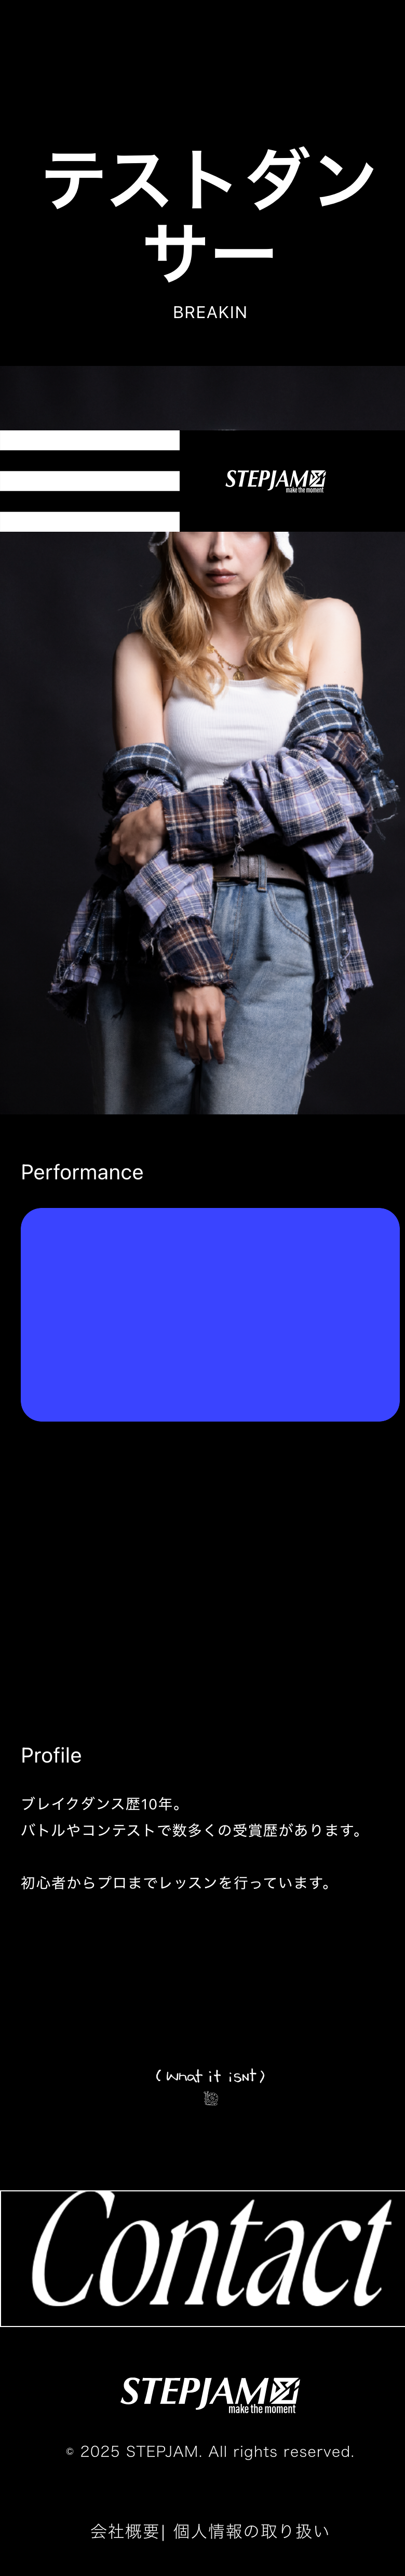 テストダン
サー
BREAKIN
STEPJAM
make the moment
Performance
Profile
ブレイクダンス歴10年。
バトルやコンテストで数多くの受賞歴があります。
初心者からプロまでレッスンを行っています。
(What it isNt)
Contact
STEPJAM
make the moment
© 2025 STEPJAM. All rights reserved.
会社概要| 個人情報の取り扱い